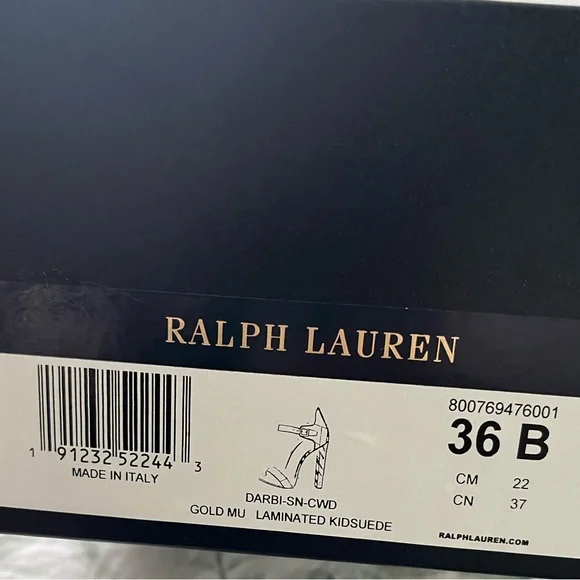 RALPH LAUREN
1 91232 52244 3
MADE IN ITALY
DARBI-SN-CWD
GOLD MU LAMINATED KIDSUEDE
800769476001
36 B
CM 22
CN 37
RALPHLAUREN.COM